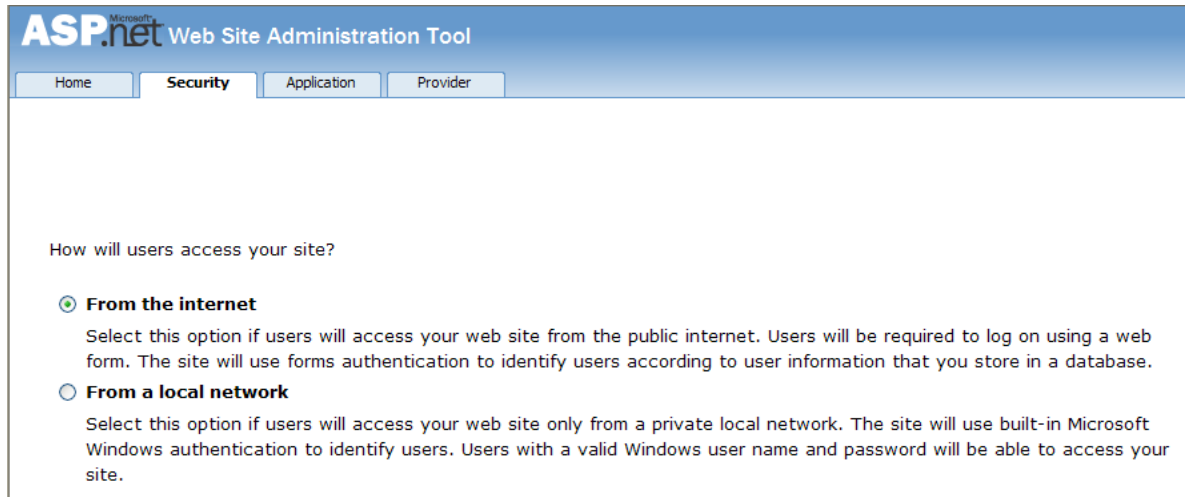 Microsoft
ASP.net Web Site Administration Tool
Home Security Application Provider
How will users access your site?
From the internet
Select this option if users will access your web site from the public internet. Users will be required to log on using a web
form. The site will use forms authentication to identify users according to user information that you store in a database.
From a local network
Select this option if users will access your web site only from a private local network. The site will use built-in Microsoft
Windows authentication to identify users. Users with a valid Windows user name and password will be able to access your
site.